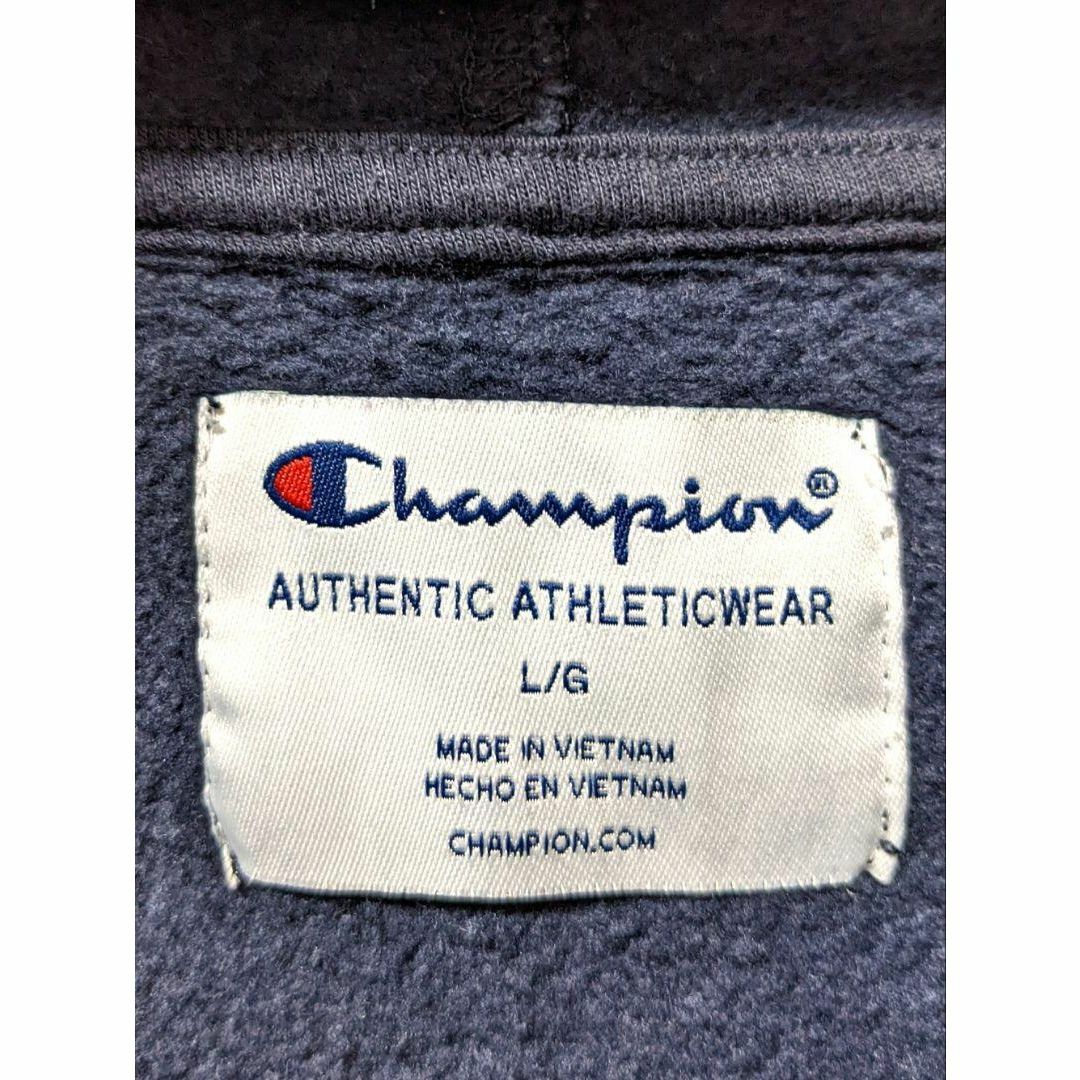 Champion®
AUTHENTIC ATHLETICWEAR
L/G
MADE IN VIETNAM
HECHO EN VIETNAM
CHAMPION.COM